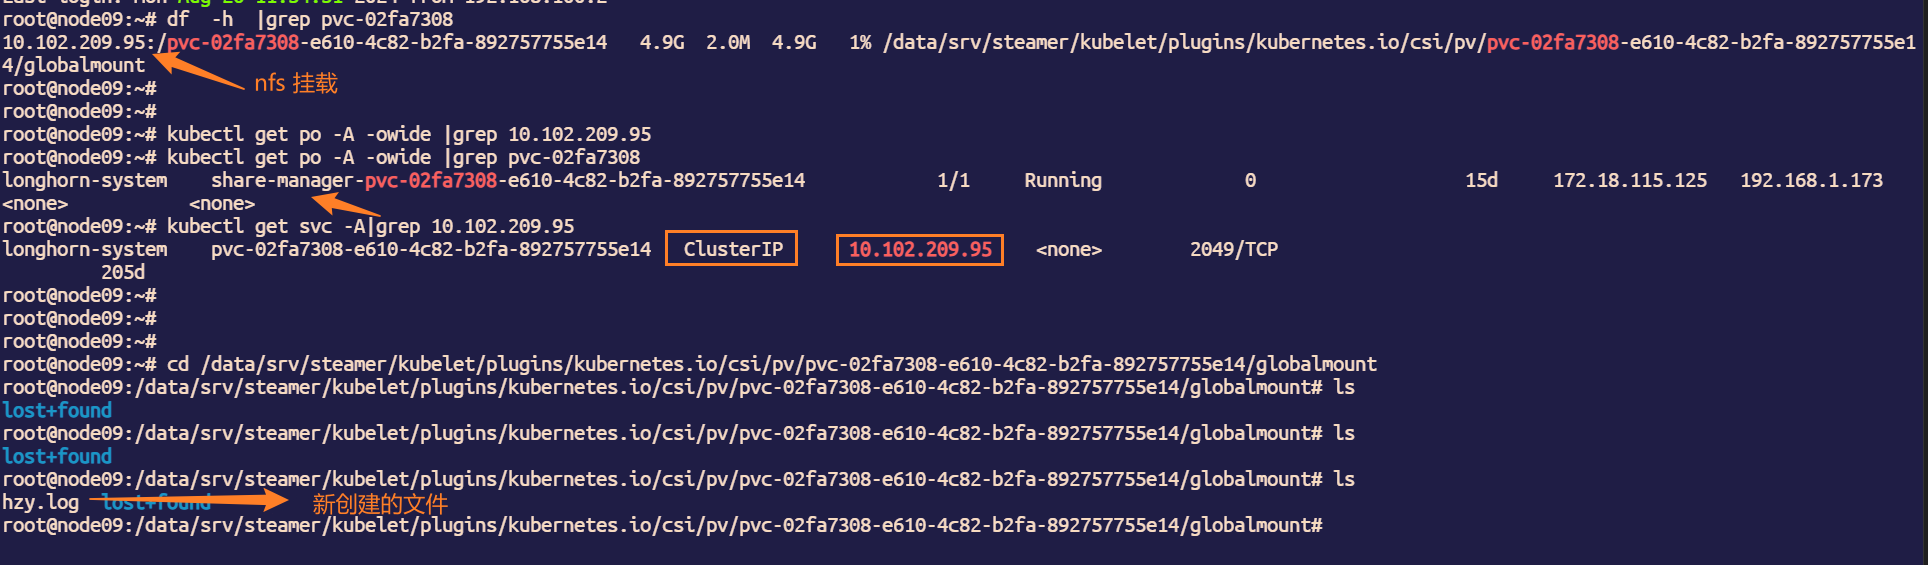 root@node09:~# df  -h  |grep pvc-02fa7308
10.102.209.95:/pvc-02fa7308-e610-4c82-b2fa-892757755e14   4.9G  2.0M  4.9G   1% /data/srv/steamer/kubelet/plugins/kubernetes.io/csi/pv/pvc-02fa7308-e610-4c82-b2fa-892757755e1
4/globalmount
nfs 挂载
root@node09:~#
root@node09:~#
root@node09:~# kubectl get po -A -owide |grep 10.102.209.95
root@node09:~# kubectl get po -A -owide |grep pvc-02fa7308
longhorn-system    share-manager-pvc-02fa7308-e610-4c82-b2fa-892757755e14            1/1     Running             0                   15d     172.18.115.125   192.168.1.173
<none>           <none>
root@node09:~# kubectl get svc -A|grep 10.102.209.95
longhorn-system    pvc-02fa7308-e610-4c82-b2fa-892757755e14   ClusterIP      10.102.209.95    <none>        2049/TCP
         205d
root@node09:~#
root@node09:~#
root@node09:~#
root@node09:~# cd /data/srv/steamer/kubelet/plugins/kubernetes.io/csi/pv/pvc-02fa7308-e610-4c82-b2fa-892757755e14/globalmount
root@node09:/data/srv/steamer/kubelet/plugins/kubernetes.io/csi/pv/pvc-02fa7308-e610-4c82-b2fa-892757755e14/globalmount# ls
lost+found
root@node09:/data/srv/steamer/kubelet/plugins/kubernetes.io/csi/pv/pvc-02fa7308-e610-4c82-b2fa-892757755e14/globalmount# ls
lost+found
root@node09:/data/srv/steamer/kubelet/plugins/kubernetes.io/csi/pv/pvc-02fa7308-e610-4c82-b2fa-892757755e14/globalmount# ls
hzy.log  lost+found 新创建的文件
root@node09:/data/srv/steamer/kubelet/plugins/kubernetes.io/csi/pv/pvc-02fa7308-e610-4c82-b2fa-892757755e14/globalmount#